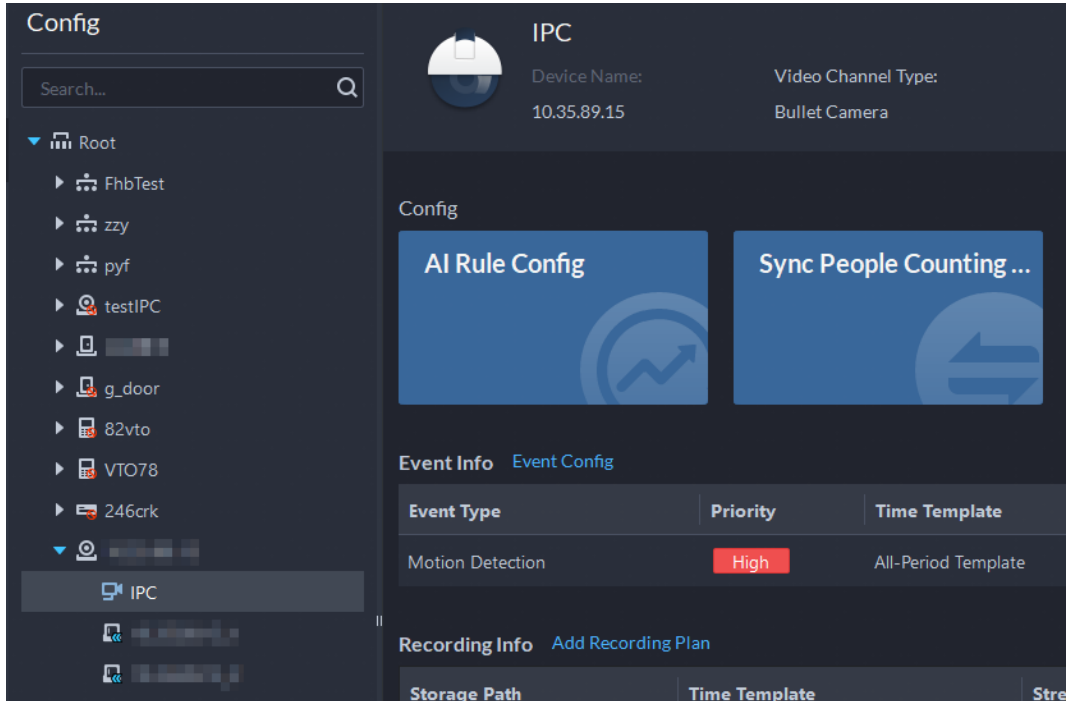 Config
Search...
Root
FhbTest
zzy
pyf
testIPC
g_door
82vto
VTO78
246crk
IPC
IPC
Device Name:
Video Channel Type:
10.35.89.15
Bullet Camera
Config
AI Rule Config
Sync People Counting ...
Event Info Event Config
Event Type Priority Time Template
Motion Detection High All-Period Template
Recording Info Add Recording Plan
Storage Path Time Template